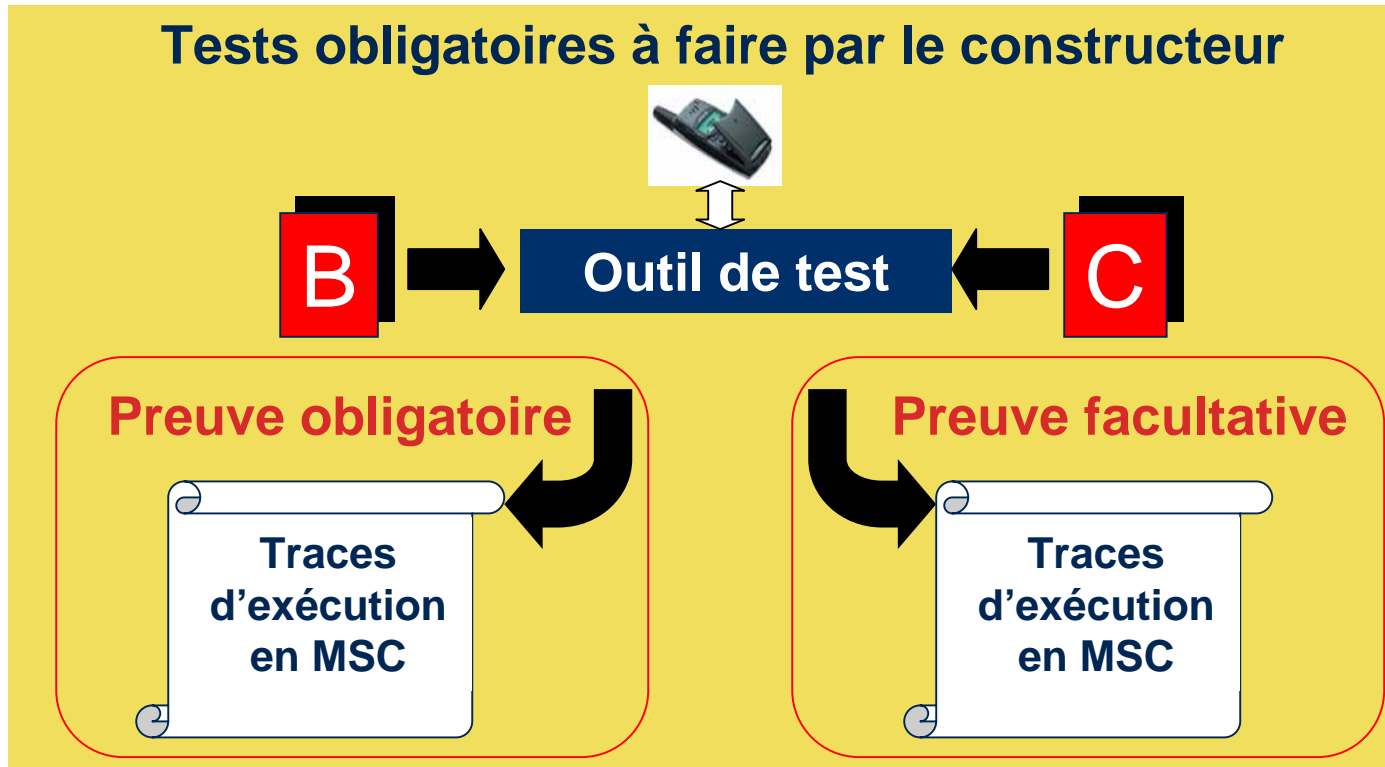 Tests obligatoires à faire par le constructeur
B
Outil de test
C
Preuve obligatoire
Preuve facultative
Traces
d’exécution
en MSC
Traces
d’exécution
en MSC